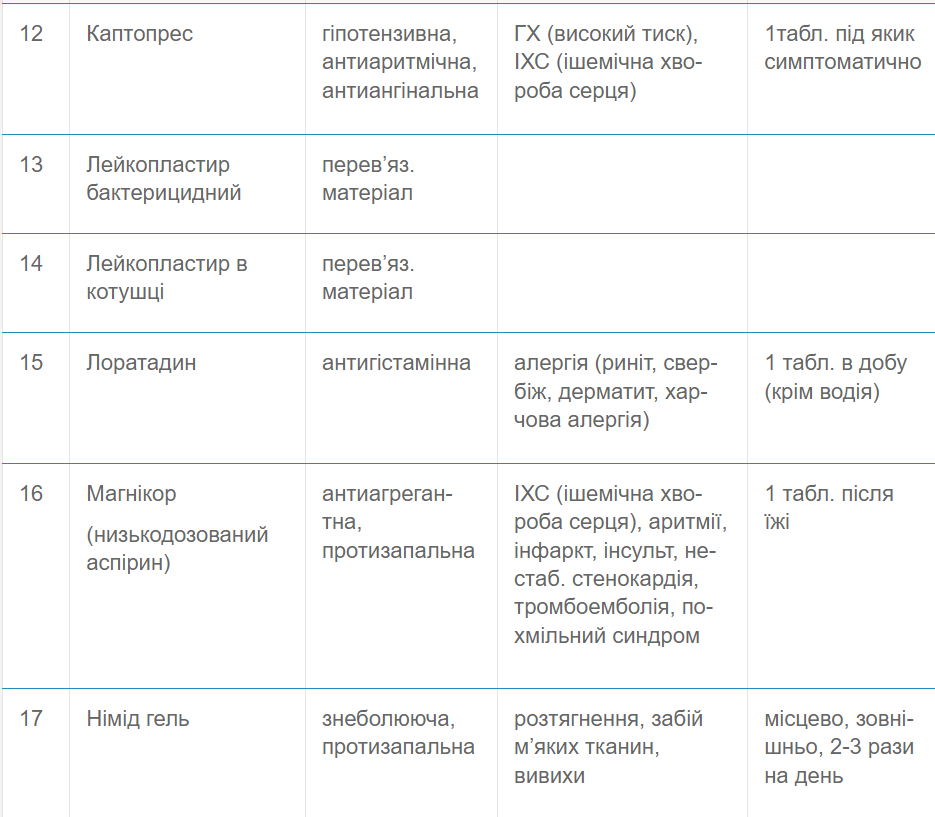 12
Каптопрес
гіпотензивна,
антиаритмічна,
антиангінальна
ГХ (високий тиск),
ІХС (ішемічна хво-
роба серця)
1табл. під якик
симптоматично
13
Лейкопластир
бактерицидний
перев’яз.
матеріал
14
Лейкопластир в
котушці
перев’яз.
матеріал
15
Лоратадин
антигістамінна
алергія (риніт, свер-
біж, дерматит, хар-
чова алергія)
1 табл. в добу
(крім водія)
16
Магнікор
(низькодозований
аспірин)
антиагреган-
тна,
протизапальна
ІХС (ішемічна хво-
роба серця), аритмії,
інфаркт, інсульт, не-
стаб. стенокардія,
тромбоемболія, по-
хмільний синдром
1 табл. після
їжі
17
Німід гель
знеболююча,
протизапальна
розтягнення, забій
м’яких тканин,
вивихи
місцево, зовні-
шньо, 2-3 рази
на день